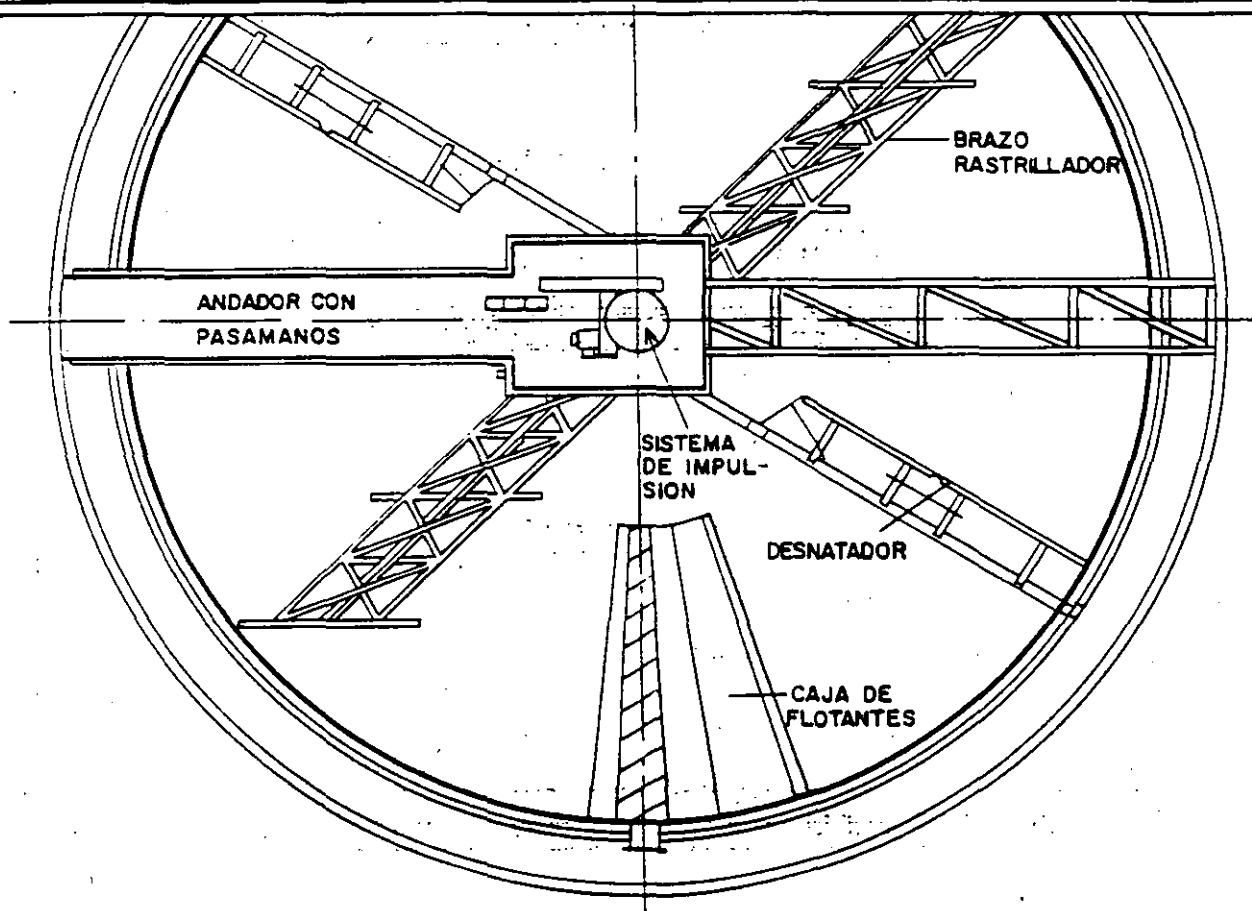 BRAZO
RASTRILLADOR
ANDADOR CON
PASAMANOS
SISTEMA
DE IMPUL-
SION
DESNATADOR
CAJA DE
FLOTANTES